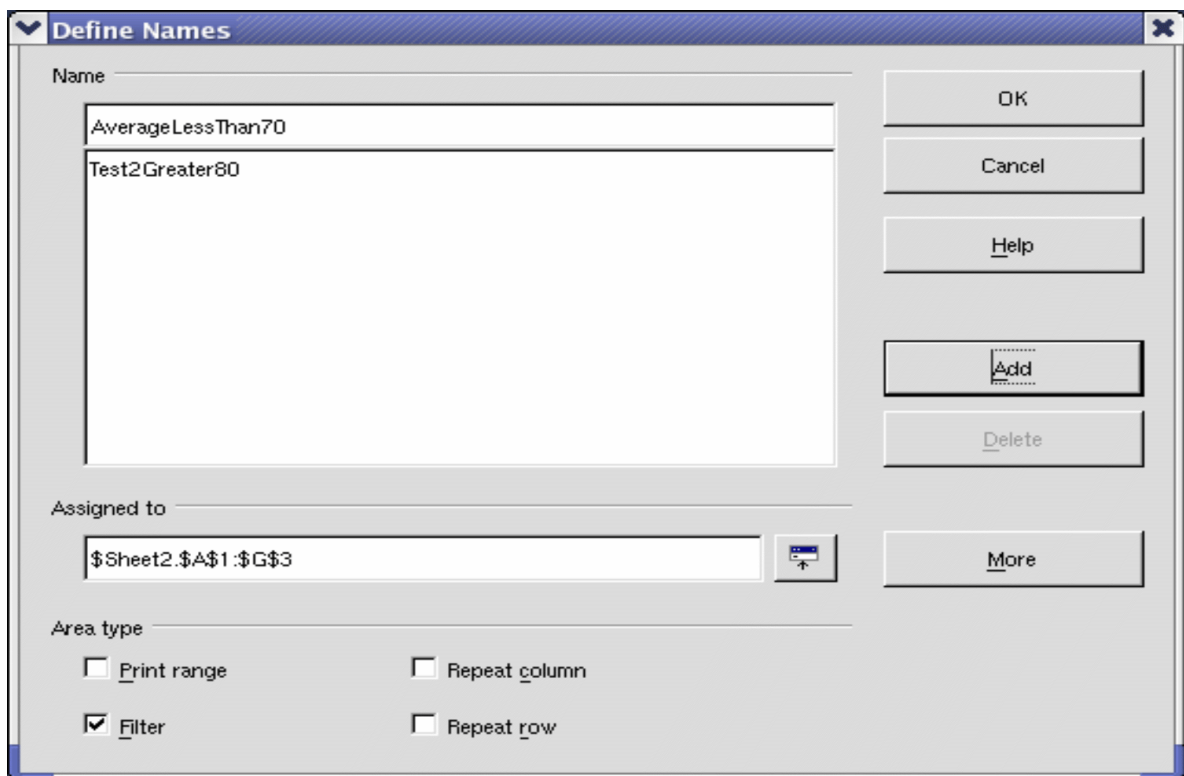 Define Names
Name
AverageLessThan70
Test2Greater80
OK
Cancel
Help
Add
Delete
Assigned to
$Sheet2.$A$1:$G$3
More
Area type
Print range
Repeat column
Filter
Repeat row